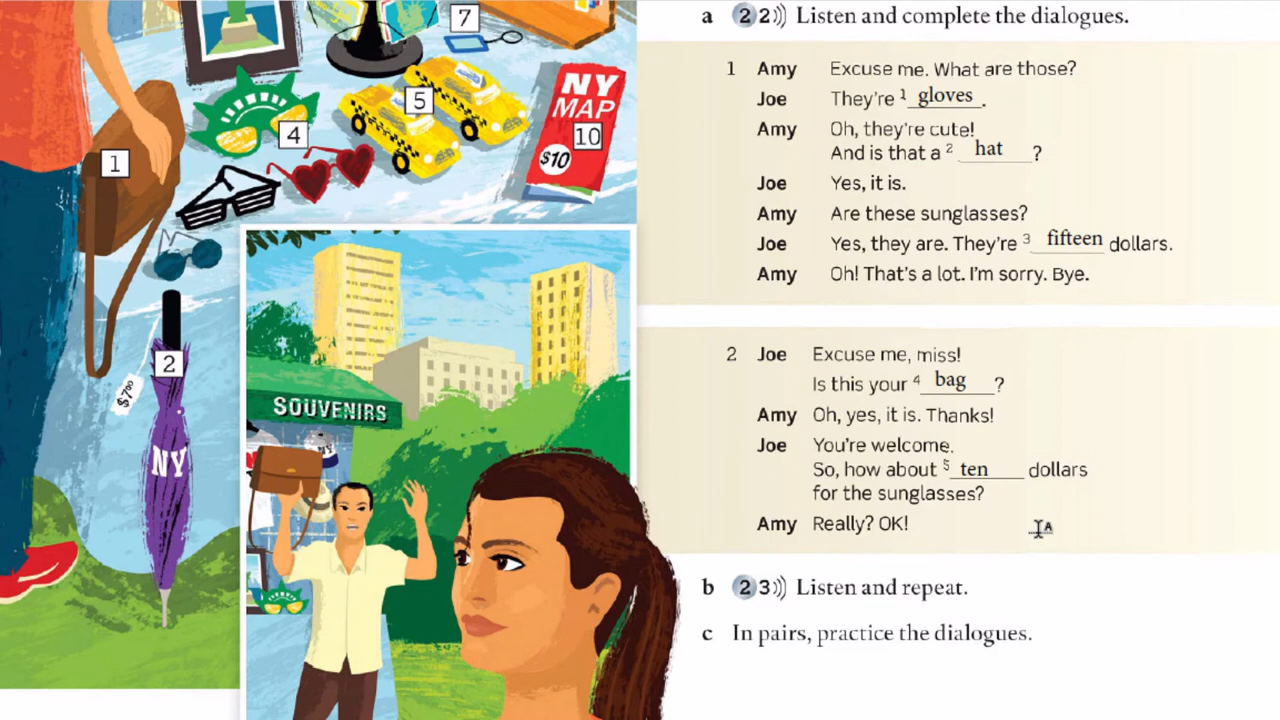 7
5
4
NY
MAP
10
$10
1
2
$7.00
NY
SOUVENIRS
NY
a 2 2 Listen and complete the dialogues.
1 Amy Excuse me. What are those?
Joe They're ¹ gloves.
Amy Oh, they're cute!
And is that a ² hat ?
Joe Yes, it is.
Amy Are these sunglasses?
Joe Yes, they are. They're ³ fifteen dollars.
Amy Oh! That's a lot. I'm sorry. Bye.
2 Joe Excuse me, miss!
Is this your ⁴ bag ?
Amy Oh, yes, it is. Thanks!
Joe You're welcome.
So, how about ⁵ ten dollars
for the sunglasses?
Amy Really? OK!
A
b 2 3 Listen and repeat.
c In pairs, practice the dialogues.